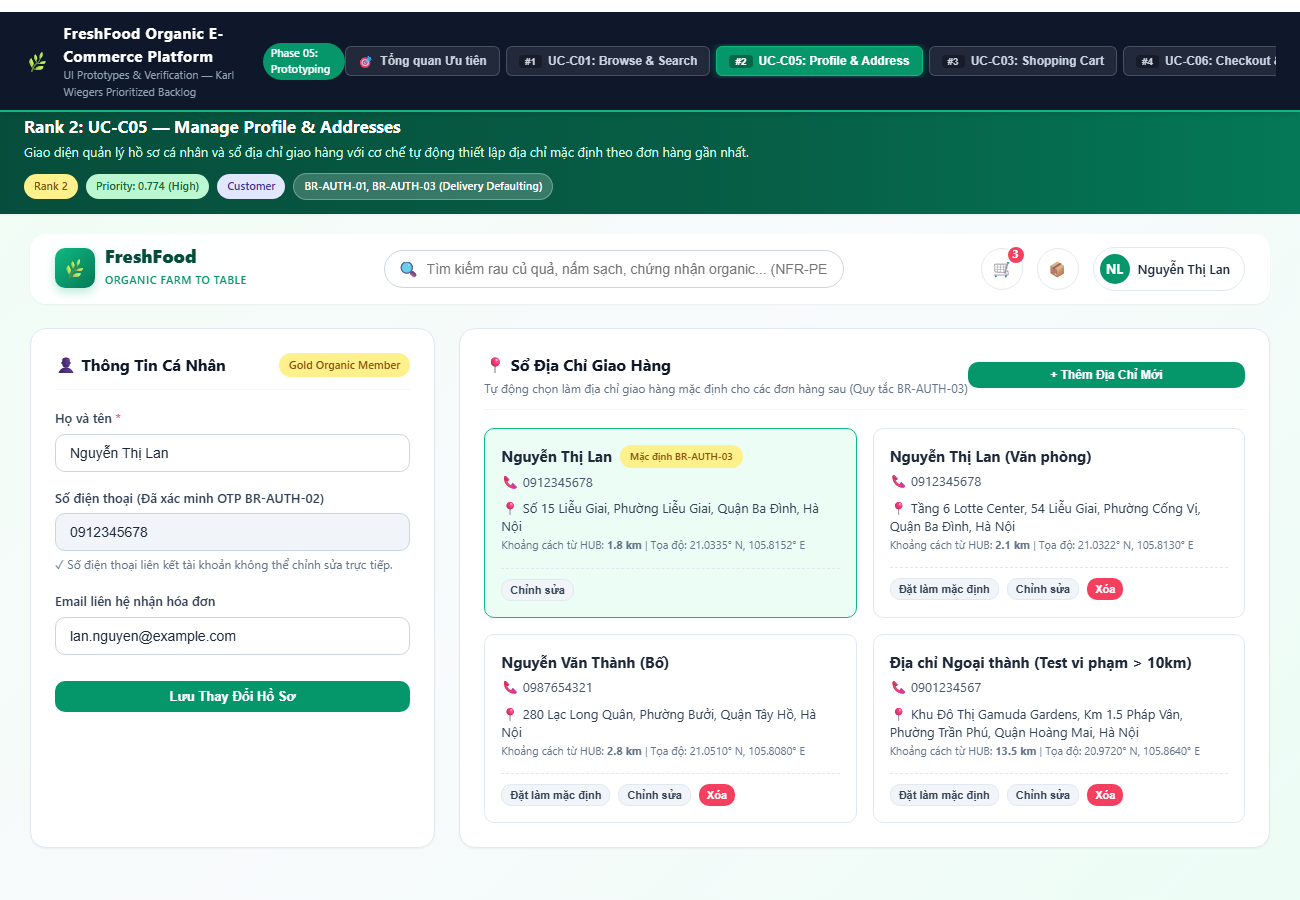 FreshFood Organic E-
Commerce Platform
UI Prototypes & Verification — Karl
Wiegers Prioritized Backlog
Phase 05:
Prototyping
Tổng quan Ưu tiên
#1 UC-C01: Browse & Search
#2 UC-C05: Profile & Address
#3 UC-C03: Shopping Cart
#4 UC-C06: Checkout
Rank 2: UC-C05 — Manage Profile & Addresses
Giao diện quản lý hồ sơ cá nhân và sổ địa chỉ giao hàng với cơ chế tự động thiết lập địa chỉ mặc định theo đơn hàng gần nhất.
Rank 2
Priority: 0.774 (High)
Customer
BR-AUTH-01, BR-AUTH-03 (Delivery Defaulting)
FreshFood
ORGANIC FARM TO TABLE
Tìm kiếm rau củ quả, nấm sạch, chứng nhận organic... (NFR-PE
3
NL Nguyễn Thị Lan
Thông Tin Cá Nhân
Gold Organic Member
Họ và tên *
Nguyễn Thị Lan
Số điện thoại (Đã xác minh OTP BR-AUTH-02)
0912345678
✓ Số điện thoại liên kết tài khoản không thể chỉnh sửa trực tiếp.
Email liên hệ nhận hóa đơn
lan.nguyen@example.com
Lưu Thay Đổi Hồ Sơ
Sổ Địa Chỉ Giao Hàng
Tự động chọn làm địa chỉ giao hàng mặc định cho các đơn hàng sau (Quy tắc BR-AUTH-03)
+ Thêm Địa Chỉ Mới
Nguyễn Thị Lan
Mặc định BR-AUTH-03
0912345678
Số 15 Liễu Giai, Phường Liễu Giai, Quận Ba Đình, Hà
Nội
Khoảng cách từ HUB: 1.8 km | Tọa độ: 21.0335° N, 105.8152° E
Chỉnh sửa
Nguyễn Thị Lan (Văn phòng)
0912345678
Tầng 6 Lotte Center, 54 Liễu Giai, Phường Cống Vị,
Quận Ba Đình, Hà Nội
Khoảng cách từ HUB: 2.1 km | Tọa độ: 21.0322° N, 105.8130° E
Đặt làm mặc định
Chỉnh sửa
Xóa
Nguyễn Văn Thành (Bố)
0987654321
280 Lạc Long Quân, Phường Bưởi, Quận Tây Hồ, Hà
Nội
Khoảng cách từ HUB: 2.8 km | Tọa độ: 21.0510° N, 105.8080° E
Đặt làm mặc định
Chỉnh sửa
Xóa
Địa chỉ Ngoại thành (Test vi phạm > 10km)
0901234567
Khu Đô Thị Gamuda Gardens, Km 1.5 Pháp Vân,
Phường Trần Phú, Quận Hoàng Mai, Hà Nội
Khoảng cách từ HUB: 13.5 km | Tọa độ: 20.9720° N, 105.8640° E
Đặt làm mặc định
Chỉnh sửa
Xóa